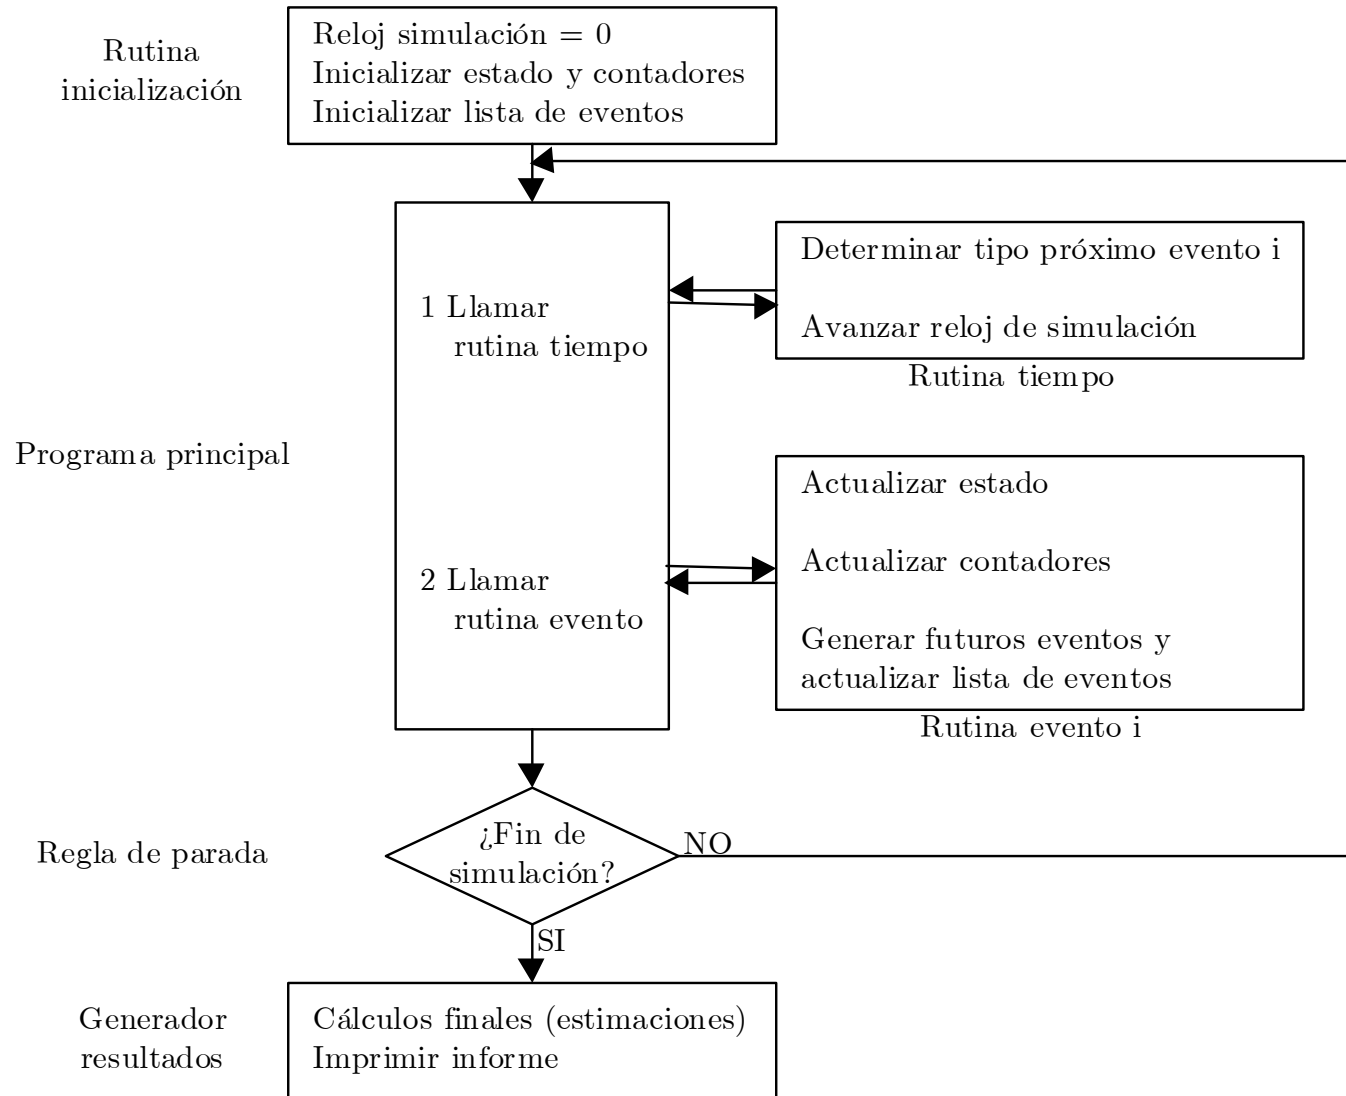 Rutina
inicialización
Reloj simulación = 0
Inicializar estado y contadores
Inicializar lista de eventos
Programa principal
1 Llamar
rutina tiempo
Determinar tipo próximo evento i
Avanzar reloj de simulación
Rutina tiempo
2 Llamar
rutina evento
Actualizar estado
Actualizar contadores
Generar futuros eventos y
actualizar lista de eventos
Rutina evento i
Regla de parada
¿Fin de
simulación?
NO
SI
Generador
resultados
Cálculos finales (estimaciones)
Imprimir informe